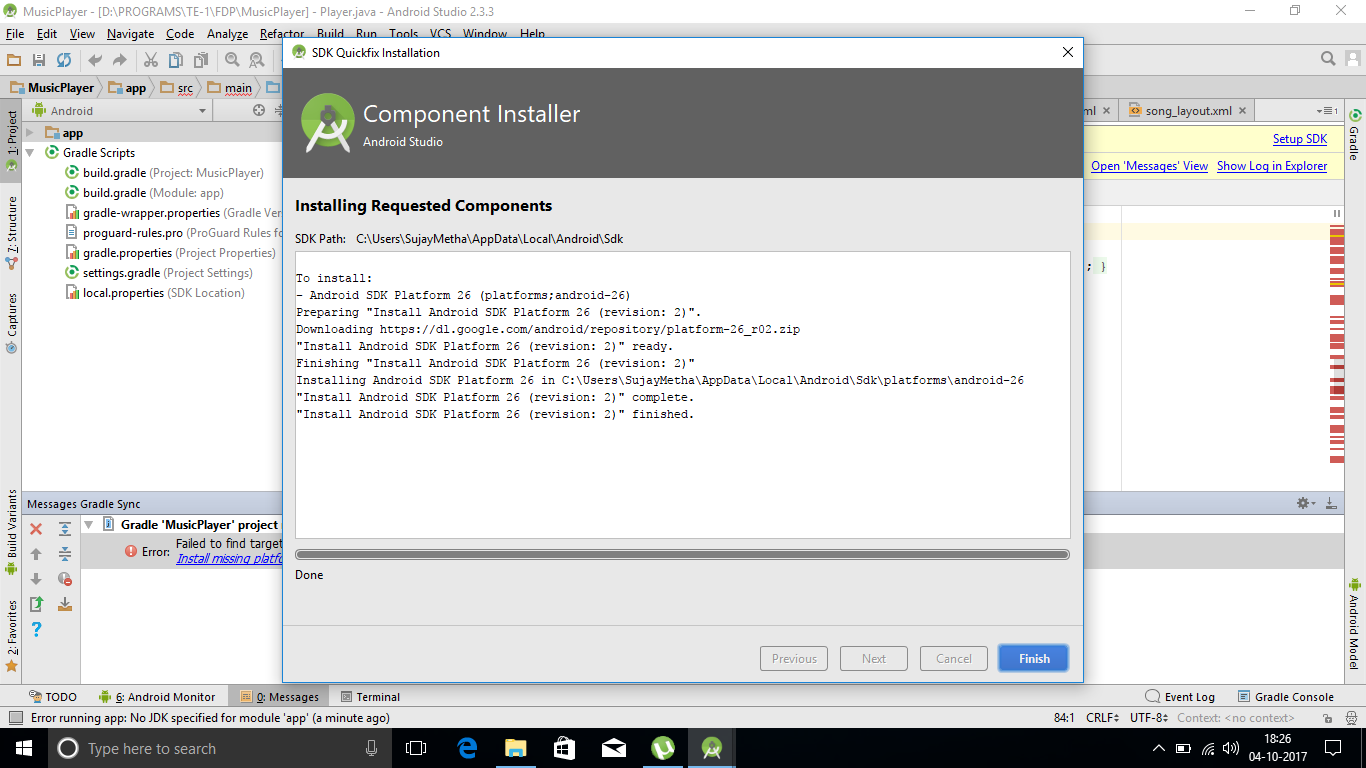 MusicPlayer - [D:\PROGRAMS\TE-1\FDP\MusicPlayer] - Player.java - Android Studio 2.3.3
File Edit View Navigate Code Analyze Refactor Build Run Tools VCS Window Help
SDK Quickfix Installation
MusicPlayer app src main
Component Installer
Android Studio
1: Project
Android
ml song_layout.xml 1
app
Setup SDK
Gradle Scripts
build.gradle (Project: MusicPlayer)
Open 'Messages' View Show Log in Explorer
Gradle
build.gradle (Module: app)
gradle-wrapper.properties (Gradle Ver
proguard-rules.pro (ProGuard Rules fo
gradle.properties (Project Properties)
settings.gradle (Project Settings)
local.properties (SDK Location)
7: Structure
Captures
Installing Requested Components
SDK Path: C:\Users\SujayMetha\AppData\Local\Android\Sdk
; }
To install:
- Android SDK Platform 26 (platforms;android-26)
Preparing "Install Android SDK Platform 26 (revision: 2)".
Downloading https://dl.google.com/android/repository/platform-26_r02.zip
"Install Android SDK Platform 26 (revision: 2)" ready.
Finishing "Install Android SDK Platform 26 (revision: 2)"
Installing Android SDK Platform 26 in C:\Users\SujayMetha\AppData\Local\Android\Sdk\platforms\android-26
"Install Android SDK Platform 26 (revision: 2)" complete.
"Install Android SDK Platform 26 (revision: 2)" finished.
Done
Previous Next Cancel Finish
Messages Gradle Sync
Build Variants
2: Favorites
Gradle 'MusicPlayer' project
Error: Failed to find target
Install missing platfo
Android Model
TODO 6: Android Monitor 0: Messages Terminal Event Log Gradle Console
Error running app: No JDK specified for module 'app' (a minute ago) 84:1 CRLF UTF-8 Context: <no context>
Type here to search
18:26
04-10-2017